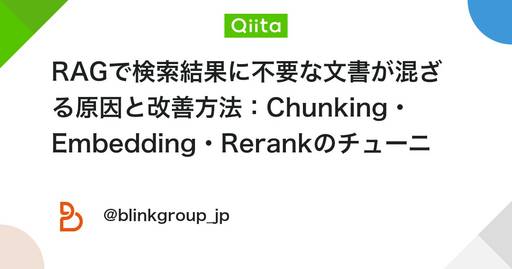 Qiita
RAGで検索結果に不要な文書が混ざ
る原因と改善方法：Chunking・
Embedding・Rerankのチューニ
@blinkgroup_jp